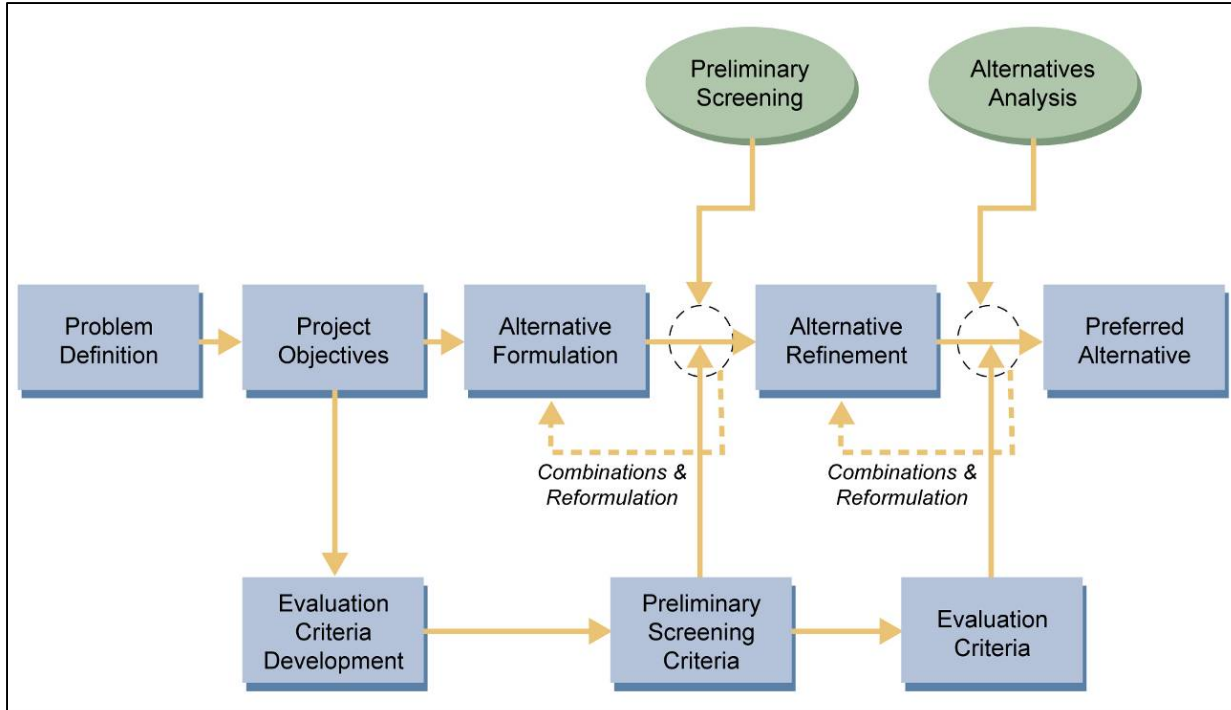 Preliminary
Screening
Alternatives
Analysis
Problem
Definition
Project
Objectives
Alternative
Formulation
Alternative
Refinement
Preferred
Alternative
Combinations &
Reformulation
Combinations &
Reformulation
Evaluation
Criteria
Development
Preliminary
Screening
Criteria
Evaluation
Criteria